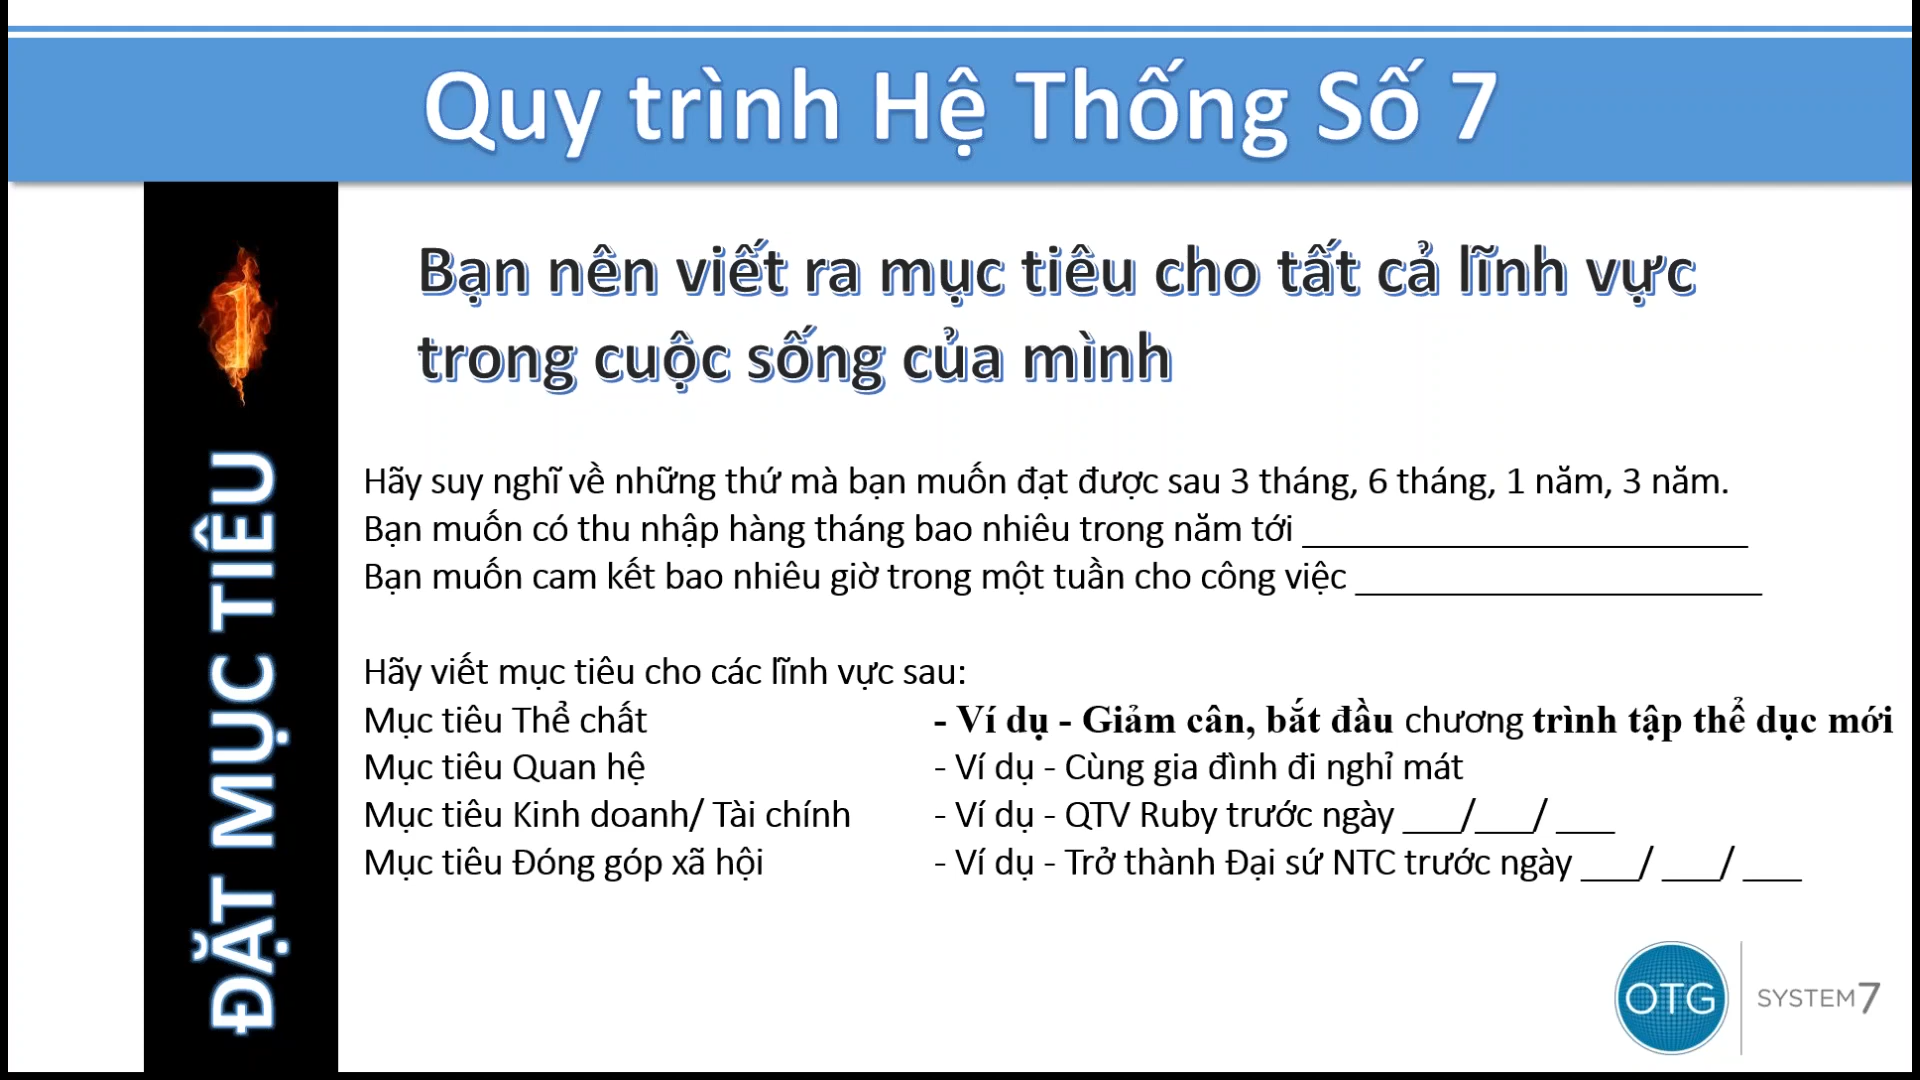 Quy trình Hệ Thống Số 7
1
ĐẶT MỤC TIÊU
Bạn nên viết ra mục tiêu cho tất cả lĩnh vực
trong cuộc sống của mình
Hãy suy nghĩ về những thứ mà bạn muốn đạt được sau 3 tháng, 6 tháng, 1 năm, 3 năm.
Bạn muốn có thu nhập hàng tháng bao nhiêu trong năm tới ______________________
Bạn muốn cam kết bao nhiêu giờ trong một tuần cho công việc ____________________
Hãy viết mục tiêu cho các lĩnh vực sau:
Mục tiêu Thể chất - Ví dụ - Giảm cân, bắt đầu chương trình tập thể dục mới
Mục tiêu Quan hệ - Ví dụ - Cùng gia đình đi nghỉ mát
Mục tiêu Kinh doanh/ Tài chính - Ví dụ - QTV Ruby trước ngày ___/___/ ___
Mục tiêu Đóng góp xã hội - Ví dụ - Trở thành Đại sứ NTC trước ngày ___/ ___/ ___
OTG SYSTEM7